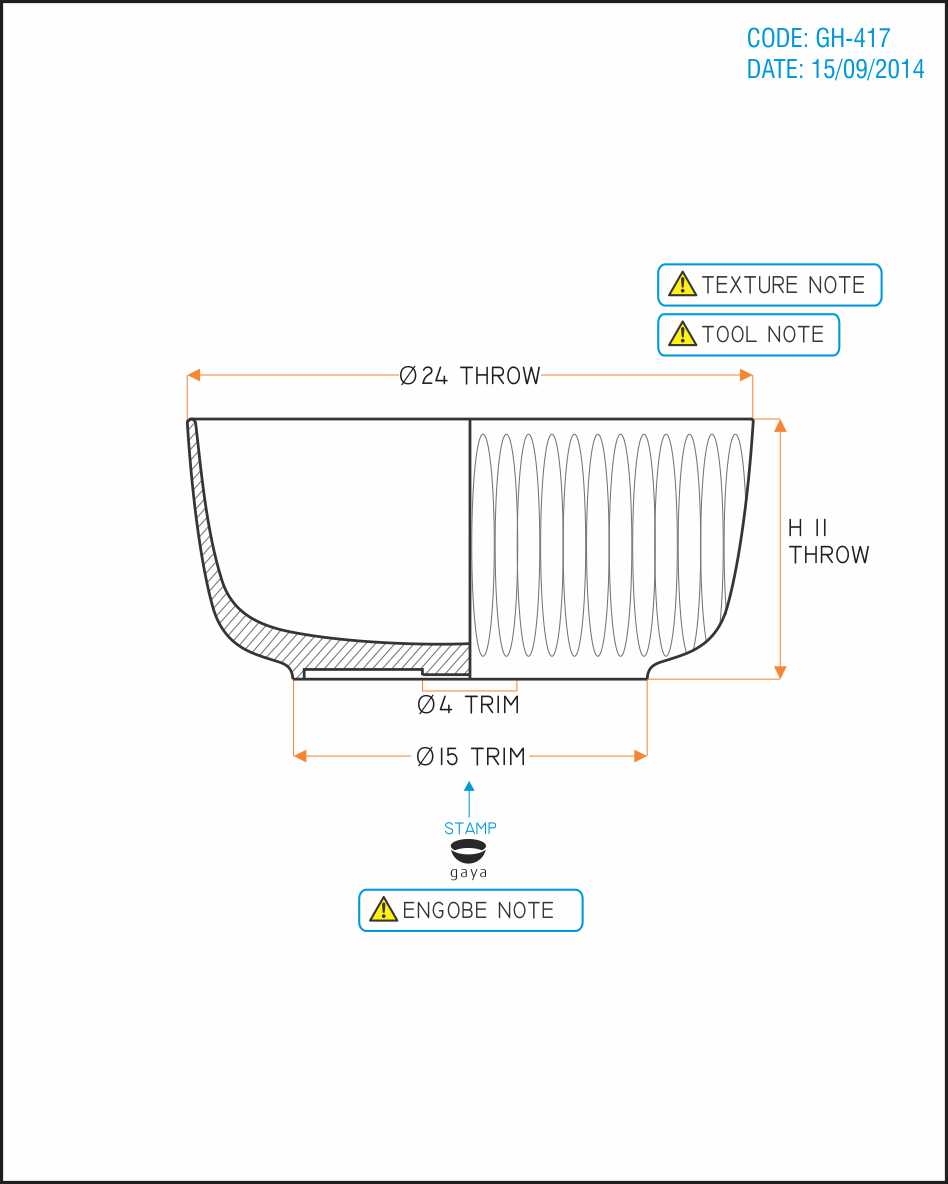 CODE: GH-417
DATE: 15/09/2014
TEXTURE NOTE
TOOL NOTE
Ø24 THROW
H 11
THROW
Ø4 TRIM
Ø15 TRIM
STAMP
gaya
ENGOBE NOTE